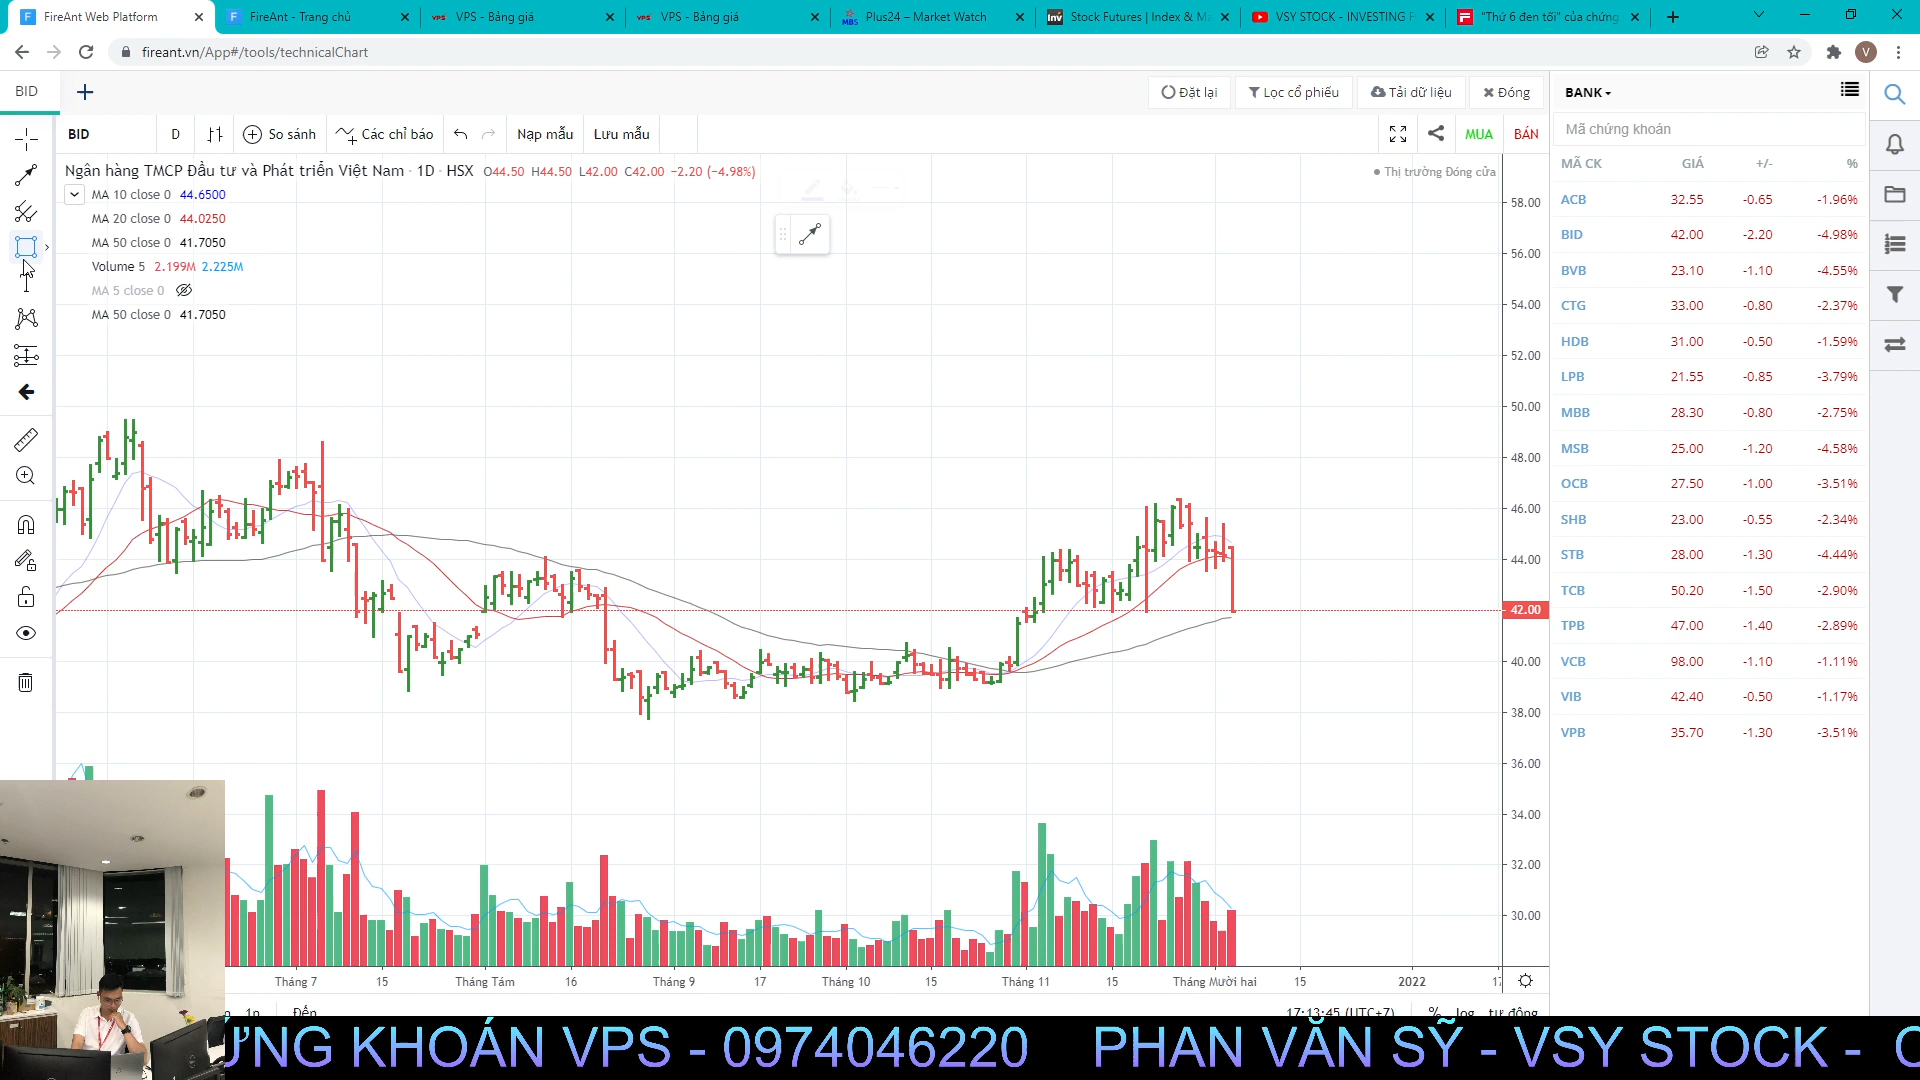 FireAnt Web Platform
FireAnt - Trang chủ
VPS - Bảng giá
VPS - Bảng giá
Plus24 – Market Watch
Stock Futures | Index & Ma
VSY STOCK - INVESTING F
"Thứ 6 đen tối" của chứng
fireant.vn/App#/tools/technicalChart
V
BID
Đặt lại
Lọc cổ phiếu
Tải dữ liệu
Đóng
BID
D
So sánh
Các chỉ báo
Nạp mẫu
Lưu mẫu
MUA
BÁN
Ngân hàng TMCP Đầu tư và Phát triển Việt Nam · 1D · HSX O44.50 H44.50 L42.00 C42.00 −2.20 (−4.98%)
Thị trường Đóng cửa
MA 10 close 0 44.6500
MA 20 close 0 44.0250
MA 50 close 0 41.7050
Volume 5 2.199M 2.225M
MA 5 close 0
MA 50 close 0 41.7050
58.00
56.00
54.00
52.00
50.00
48.00
46.00
44.00
42.00
40.00
38.00
36.00
34.00
32.00
30.00
Tháng 7 15 Tháng Tám 16 Tháng 9 17 Tháng 10 15 Tháng 11 15 Tháng Mười hai 15 2022
1n
Đến
17:13:45 (UTC+7)
% log tự động
BANK
Mã chứng khoán
MÃ CK GIÁ +/- %
ACB 32.55 -0.65 -1.96%
BID 42.00 -2.20 -4.98%
BVB 23.10 -1.10 -4.55%
CTG 33.00 -0.80 -2.37%
HDB 31.00 -0.50 -1.59%
LPB 21.55 -0.85 -3.79%
MBB 28.30 -0.80 -2.75%
MSB 25.00 -1.20 -4.58%
OCB 27.50 -1.00 -3.51%
SHB 23.00 -0.55 -2.34%
STB 28.00 -1.30 -4.44%
TCB 50.20 -1.50 -2.90%
TPB 47.00 -1.40 -2.89%
VCB 98.00 -1.10 -1.11%
VIB 42.40 -0.50 -1.17%
VPB 35.70 -1.30 -3.51%
ỨNG KHOÁN VPS - 0974046220 PHAN VĂN SỸ - VSY STOCK - C